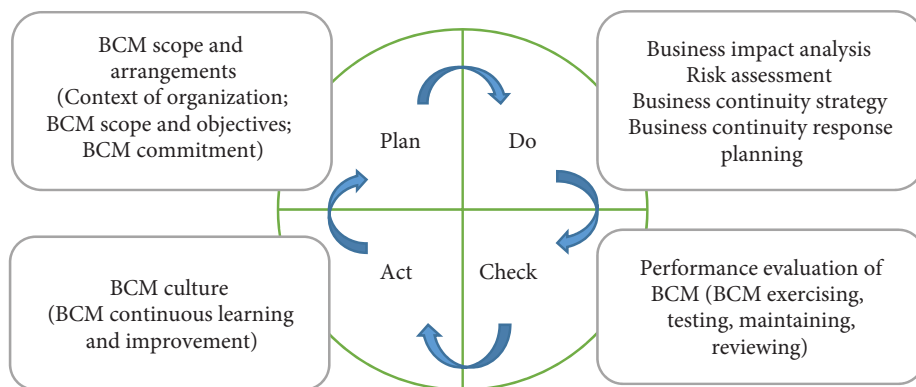 BCM scope and
arrangements
(Context of organization;
BCM scope and objectives;
BCM commitment)
Business impact analysis
Risk assessment
Business continuity strategy
Business continuity response
planning
Plan
Do
Act
Check
BCM culture
(BCM continuous learning
and improvement)
Performance evaluation of
BCM (BCM exercising,
testing, maintaining,
reviewing)